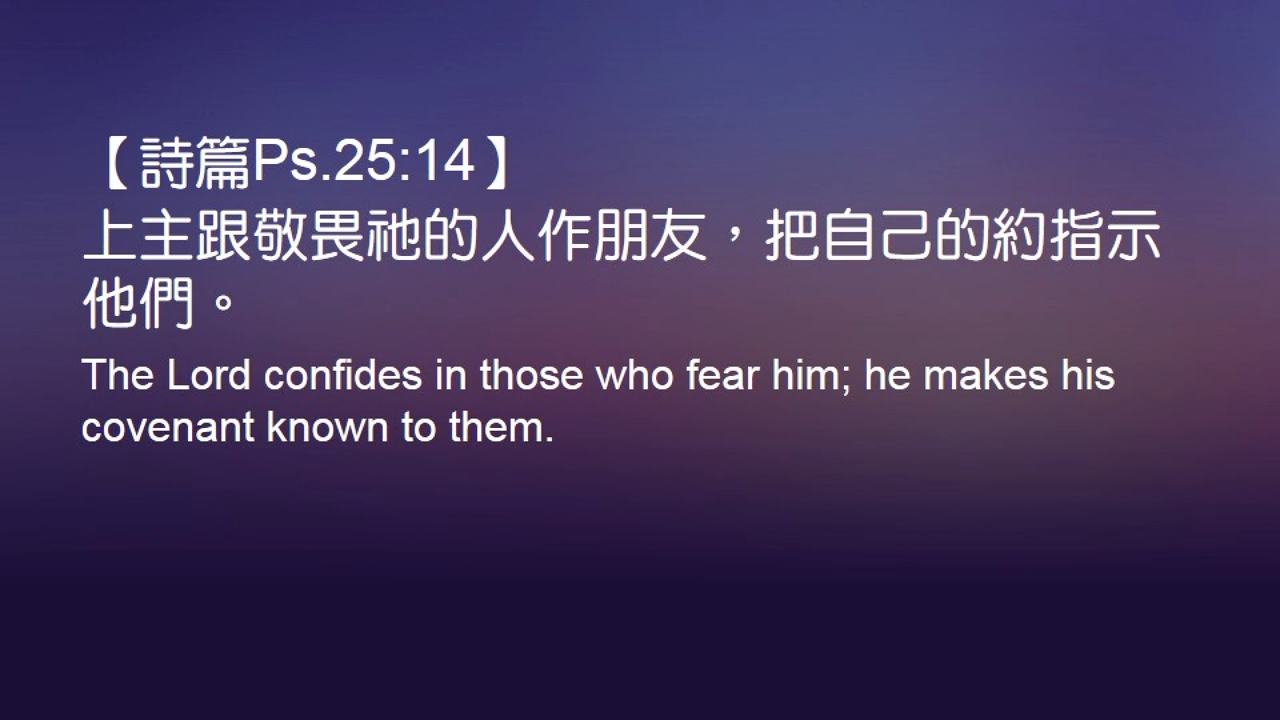 【詩篇Ps.25:14】
上主跟敬畏祂的人作朋友，把自己的約指示
他們。
The Lord confides in those who fear him; he makes his
covenant known to them.